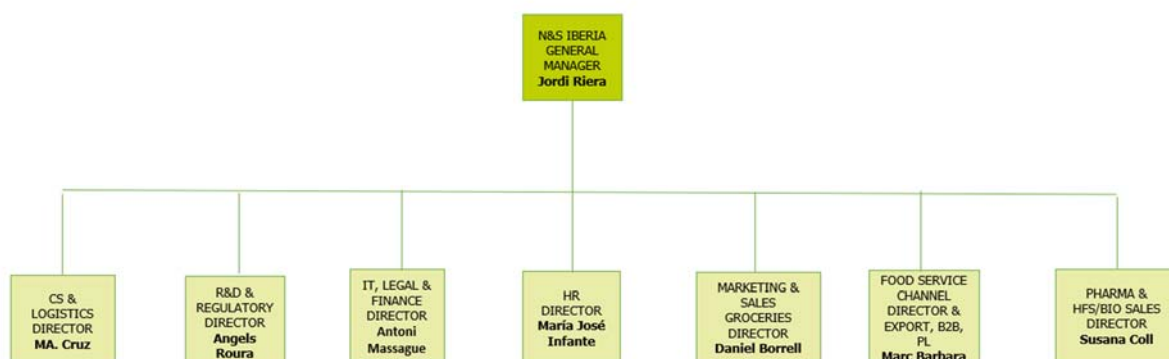 N&S IBERIA
GENERAL
MANAGER
Jordi Riera
CS &
LOGISTICS
DIRECTOR
MA. Cruz
R&D &
REGULATORY
DIRECTOR
Angels
Roura
IT, LEGAL &
FINANCE
DIRECTOR
Antoni
Massague
HR
DIRECTOR
María José
Infante
MARKETING &
SALES
GROCERIES
DIRECTOR
Daniel Borrell
FOOD SERVICE
CHANNEL
DIRECTOR &
EXPORT, B2B,
PL
Marc Barbara
PHARMA &
HFS/BIO SALES
DIRECTOR
Susana Coll